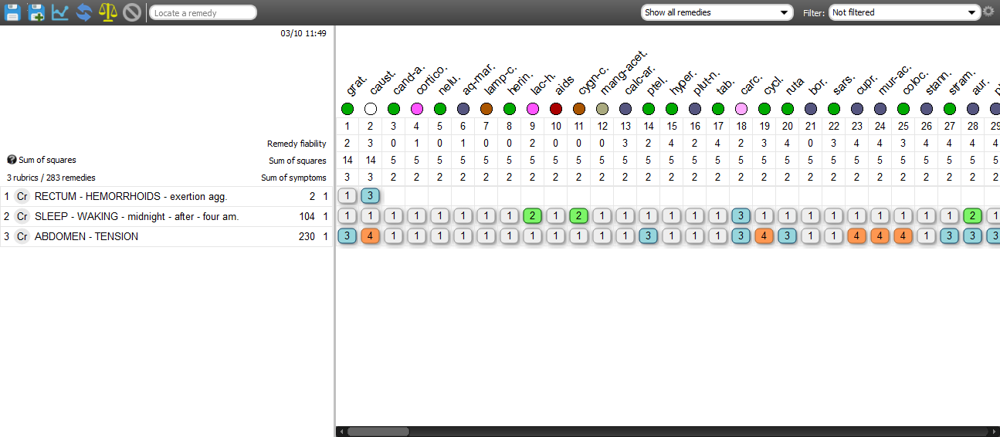 Locate a remedy
Show all remedies
Filter:
Not filtered
03/10 11:49
grat. caust. cand-a. cortico. nelu. aq-mar. lamp-c. herin. lac-h. aids cygn-c. mang-acet. calc-ar. ptel. hyper. plut-n. tab. carc. cycl. ruta bor. sars. cupr. mur-ac. coloc. stann. stram. aur.
1 2 3 4 5 6 7 8 9 10 11 12 13 14 15 16 17 18 19 20 21 22 23 24 25 26 27 28 29
Remedy fiability 2 3 0 1 0 1 0 0 2 0 0 0 3 2 4 2 4 2 3 4 0 3 4 4 3 4 4 4 4
Sum of squares Sum of squares 14 14 5 5 5 5 5 5 5 5 5 5 5 5 5 5 5 5 5 5 5 5 5 5 5 5 5 5 5
3 rubrics / 283 remedies Sum of symptoms 3 3 2 2 2 2 2 2 2 2 2 2 2 2 2 2 2 2 2 2 2 2 2 2 2 2 2 2 2
1 Cr RECTUM - HEMORRHOIDS - exertion agg. 2 1 1 3
2 Cr SLEEP - WAKING - midnight - after - four am. 104 1 1 1 1 1 1 1 1 1 2 1 2 1 1 1 1 1 1 3 1 1 1 1 1 1 1 1 1 2 1
3 Cr ABDOMEN - TENSION 230 1 3 4 1 1 1 1 1 1 1 1 1 1 1 3 1 1 1 3 4 3 1 1 4 4 4 1 3 3 3